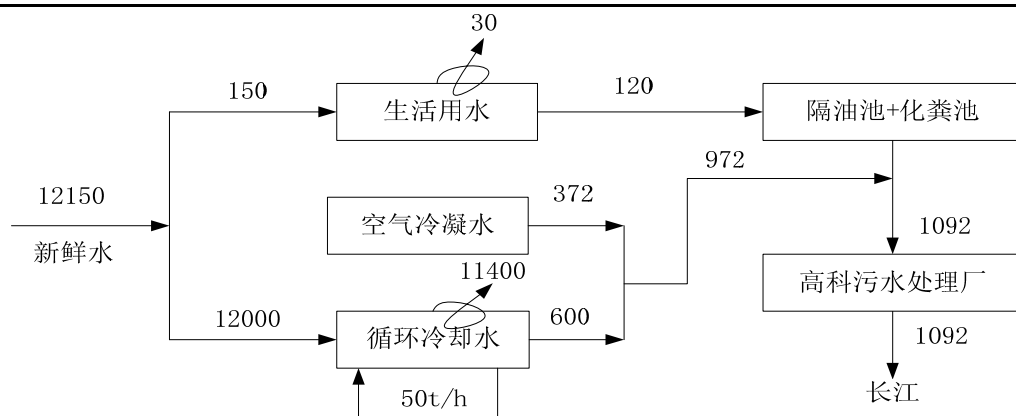 30
150
生活用水
120
隔油池+化粪池
972
12150
新鲜水
空气冷凝水
372
1092
11400
高科污水处理厂
12000
循环冷却水
600
1092
50t/h
长江